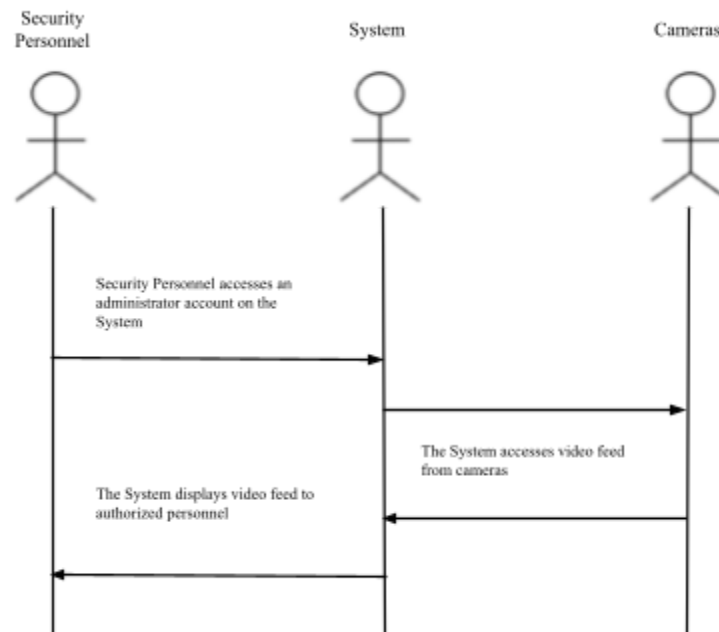 Security
Personnel
System
Cameras
Security Personnel accesses an
administrator account on the
System
The System accesses video feed
from cameras
The System displays video feed to
authorized personnel